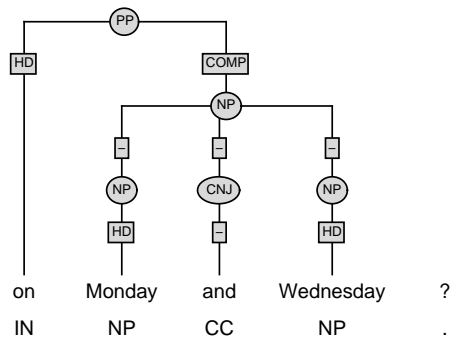 PP
HD COMP
NP
– – –
NP CNJ NP
HD – HD
on Monday and Wednesday ?
IN NP CC NP .